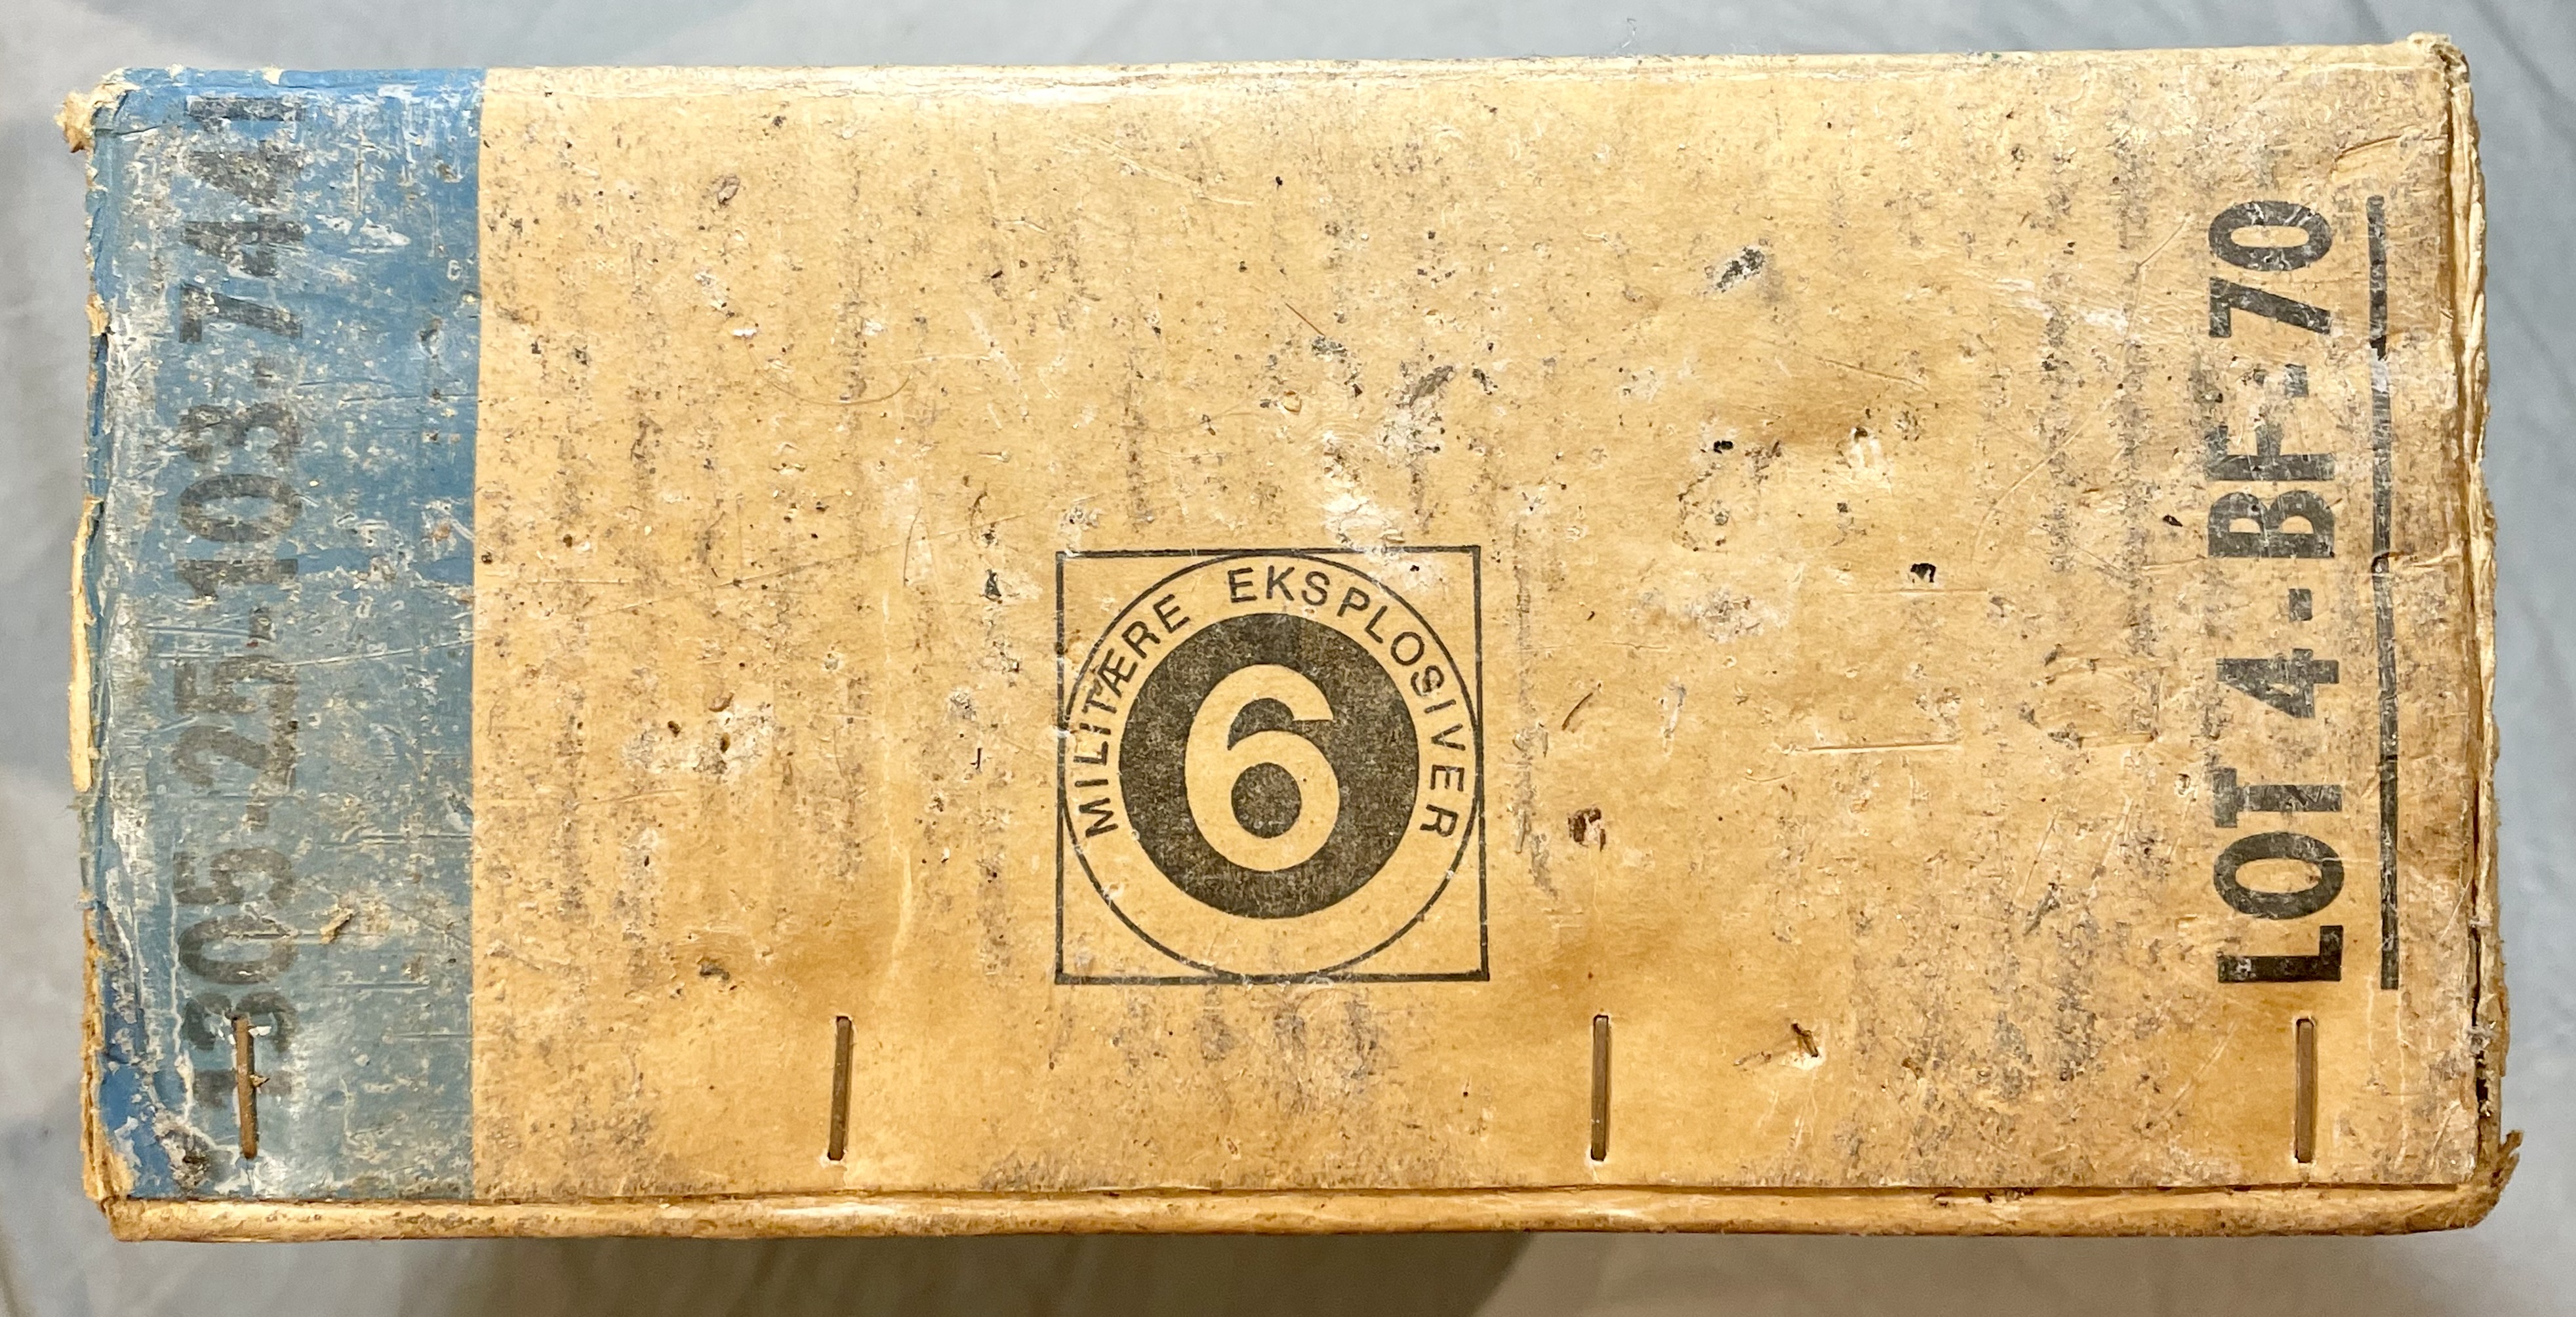 1305-25-103-7441
MILITÆRE EKSPLOSIVER
6
LOT 4-BF-70